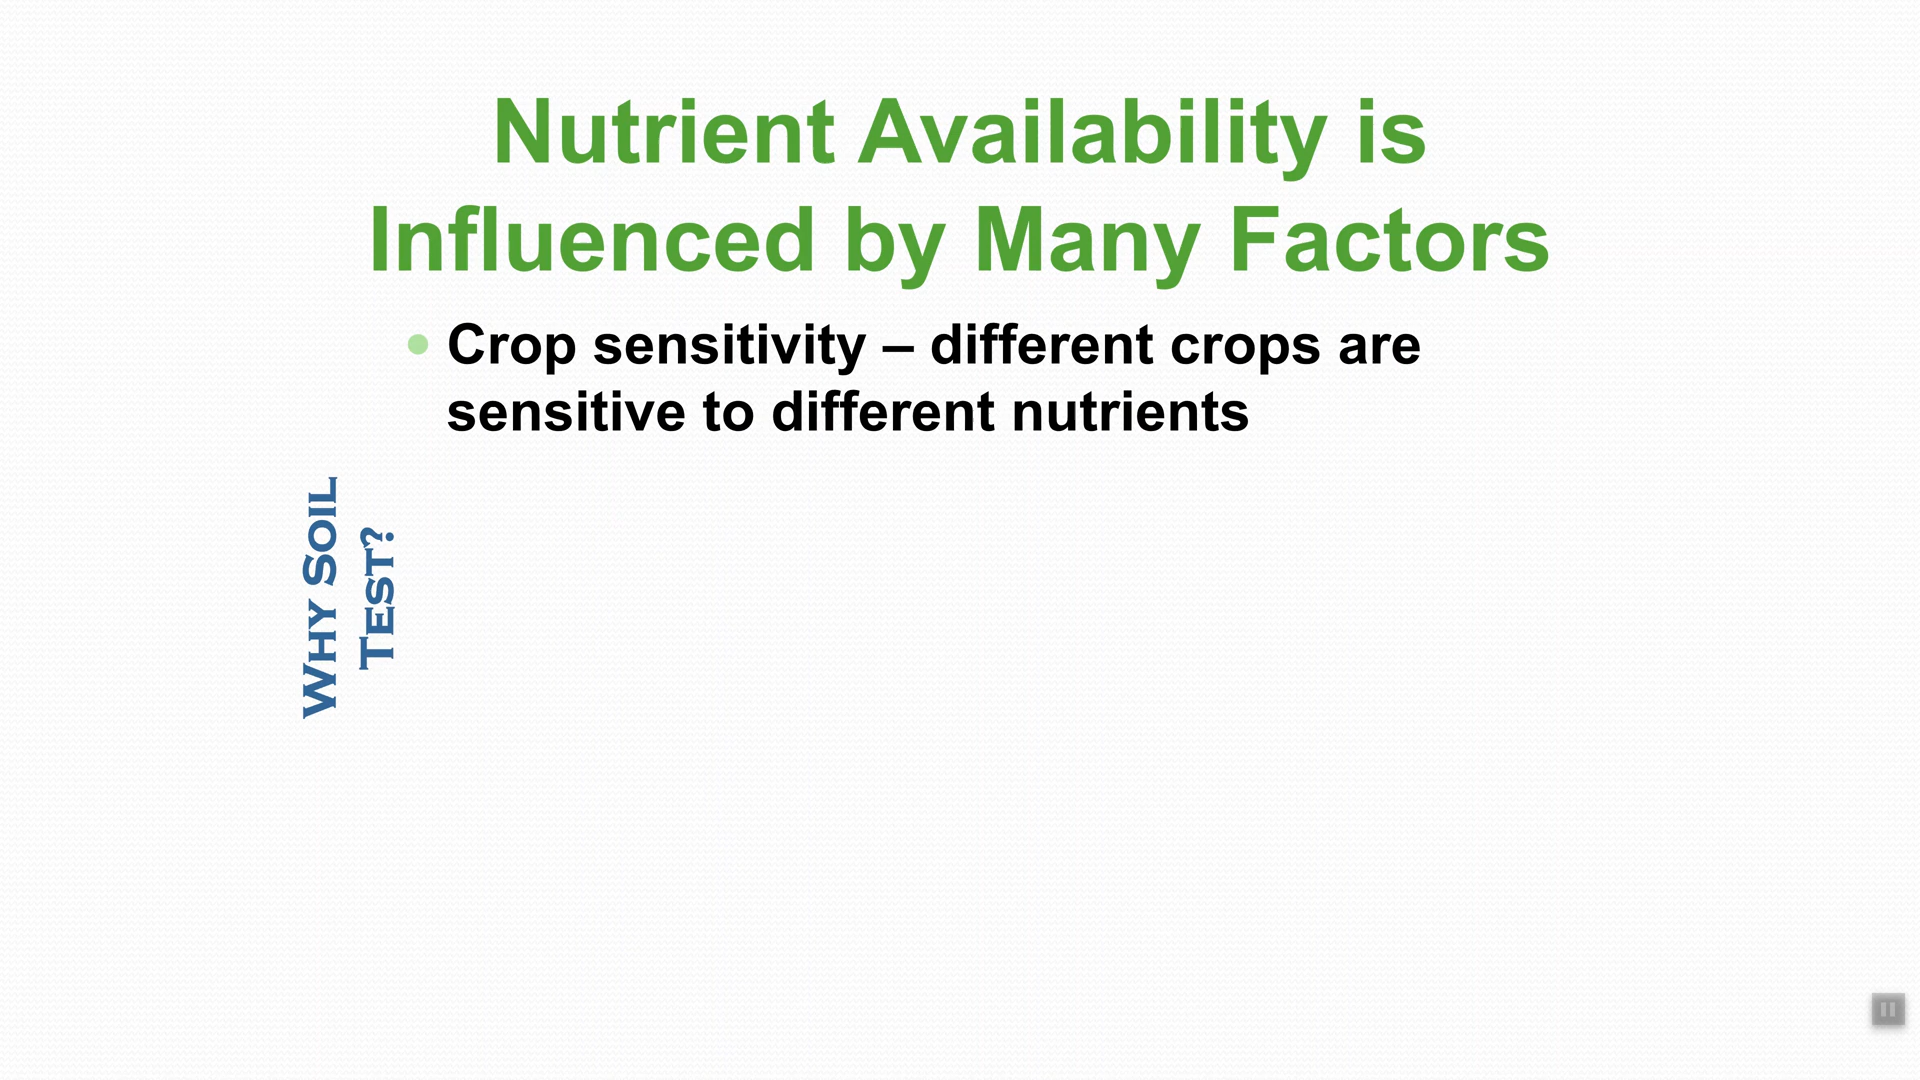 Nutrient Availability is
Influenced by Many Factors
Crop sensitivity – different crops are
sensitive to different nutrients
Why Soil
Test?